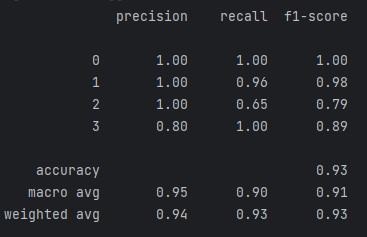 precision recall f1-score
0 1.00 1.00 1.00
1 1.00 0.96 0.98
2 1.00 0.65 0.79
3 0.80 1.00 0.89
accuracy 0.93
macro avg 0.95 0.90 0.91
weighted avg 0.94 0.93 0.93